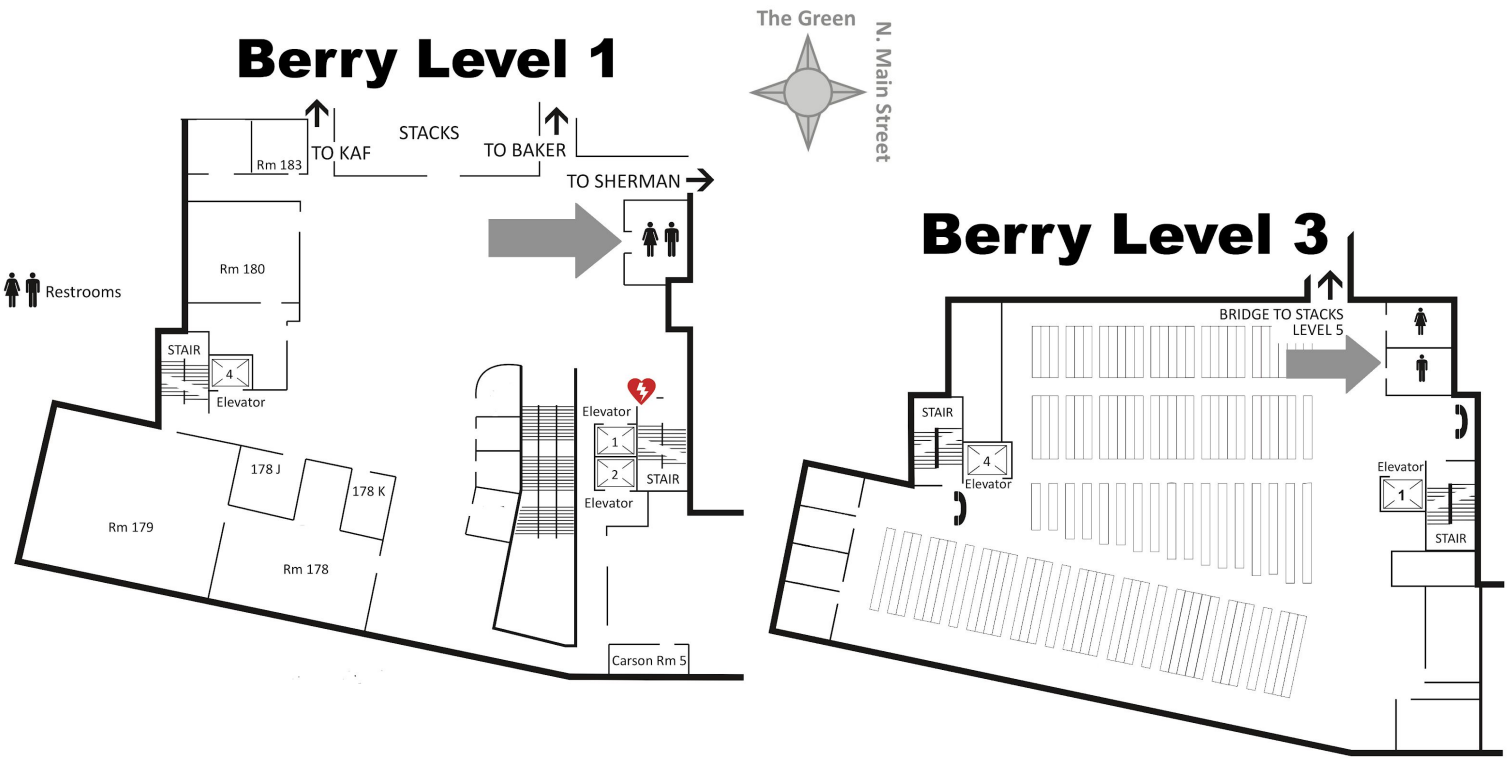 The Green
N. Main Street
Berry Level 1
STACKS
TO KAF
TO BAKER
Rm 183
TO SHERMAN
Rm 180
Restrooms
STAIR
4
Elevator
Elevator
1
2
STAIR
Elevator
178 J
178 K
Rm 179
Rm 178
Carson Rm 5
Berry Level 3
BRIDGE TO STACKS
LEVEL 5
STAIR
4
Elevator
Elevator
1
STAIR